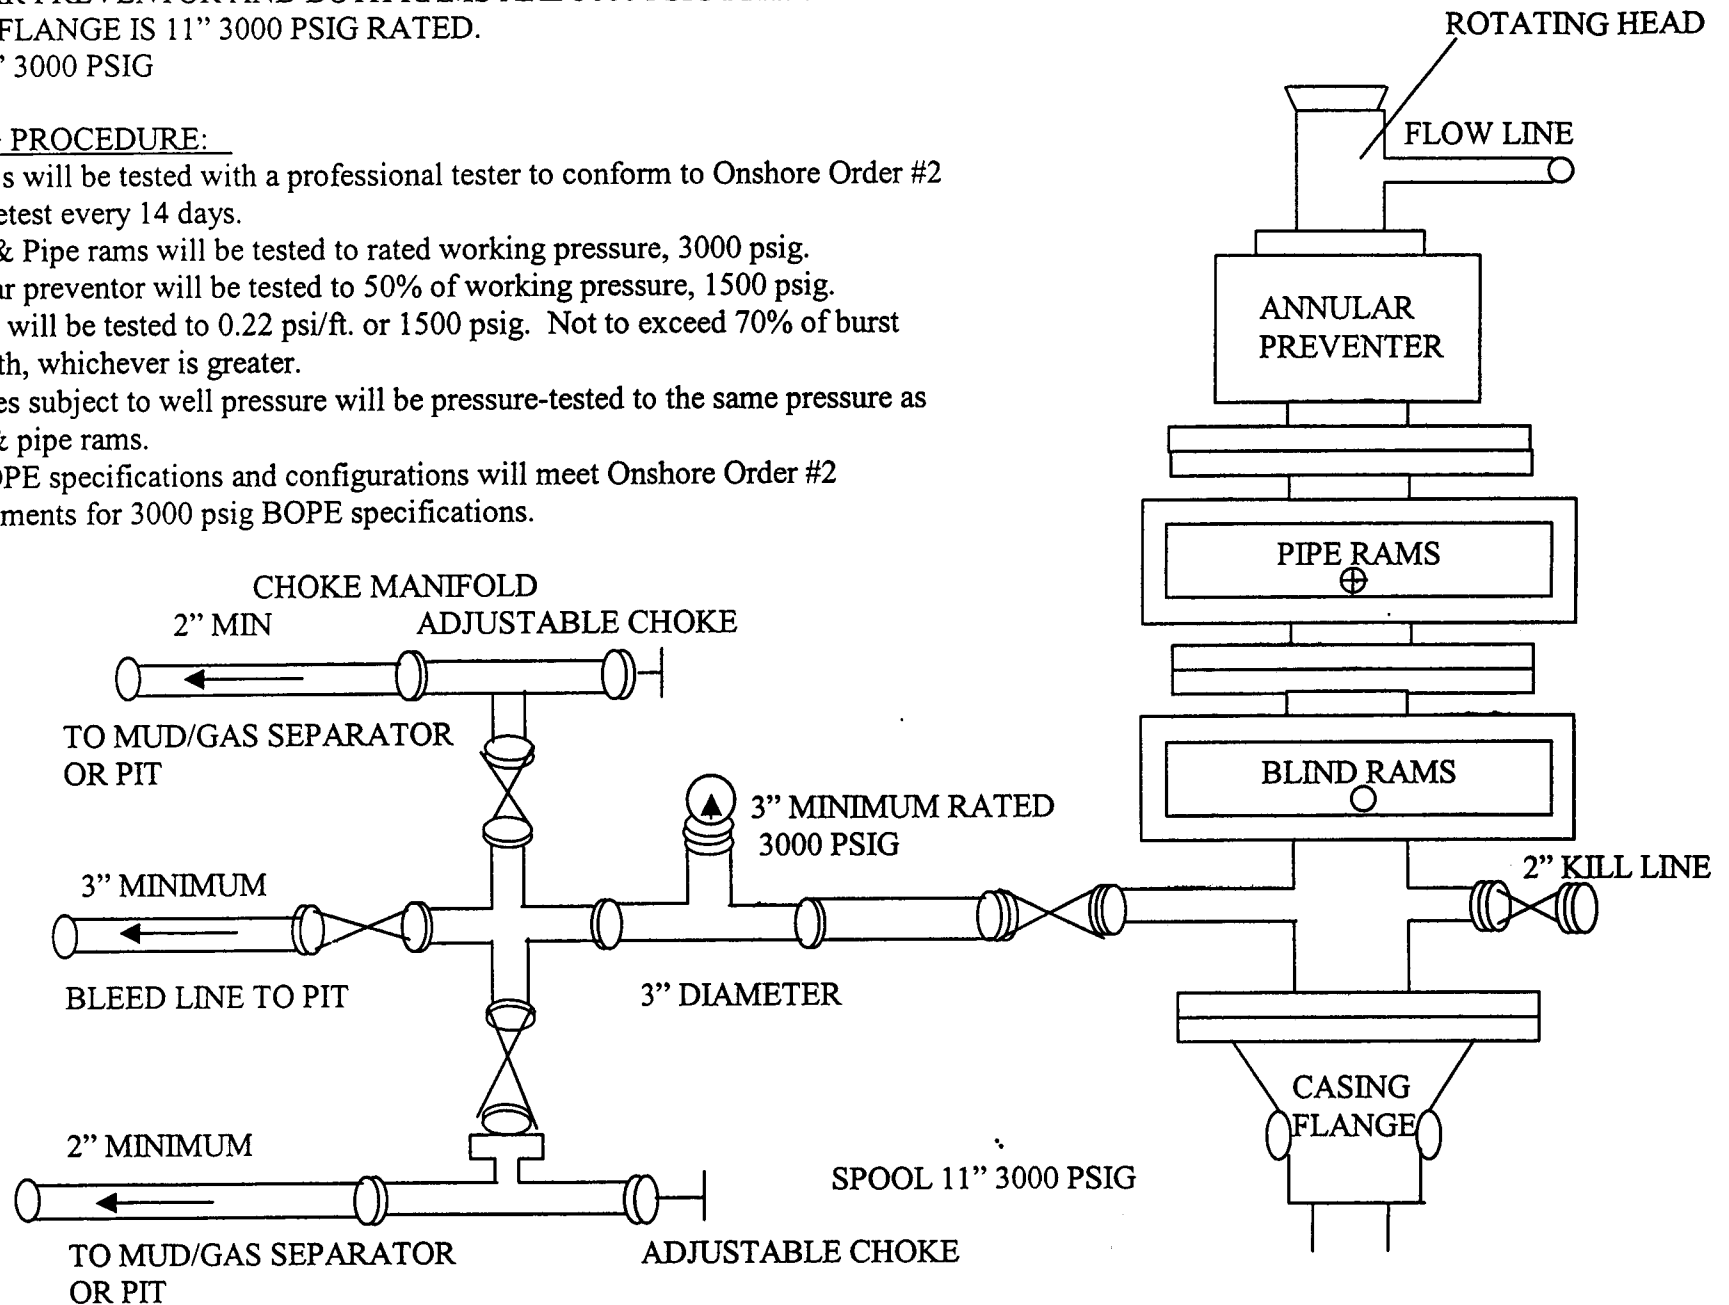 FLANGE IS 11” 3000 PSIG RATED.
” 3000 PSIG
PROCEDURE:
s will be tested with a professional tester to conform to Onshore Order #2
etest every 14 days.
& Pipe rams will be tested to rated working pressure, 3000 psig.
ar preventor will be tested to 50% of working pressure, 1500 psig.
will be tested to 0.22 psi/ft. or 1500 psig. Not to exceed 70% of burst
th, whichever is greater.
es subject to well pressure will be pressure-tested to the same pressure as
& pipe rams.
OPE specifications and configurations will meet Onshore Order #2
ments for 3000 psig BOPE specifications.
ROTATING HEAD
FLOW LINE
ANNULAR
PREVENTER
PIPE RAMS
BLIND RAMS
2” KILL LINE
CASING
FLANGE
SPOOL 11” 3000 PSIG
CHOKE MANIFOLD
2” MIN
ADJUSTABLE CHOKE
TO MUD/GAS SEPARATOR
OR PIT
3” MINIMUM RATED
3000 PSIG
3” MINIMUM
BLEED LINE TO PIT
3” DIAMETER
2” MINIMUM
TO MUD/GAS SEPARATOR
OR PIT
ADJUSTABLE CHOKE